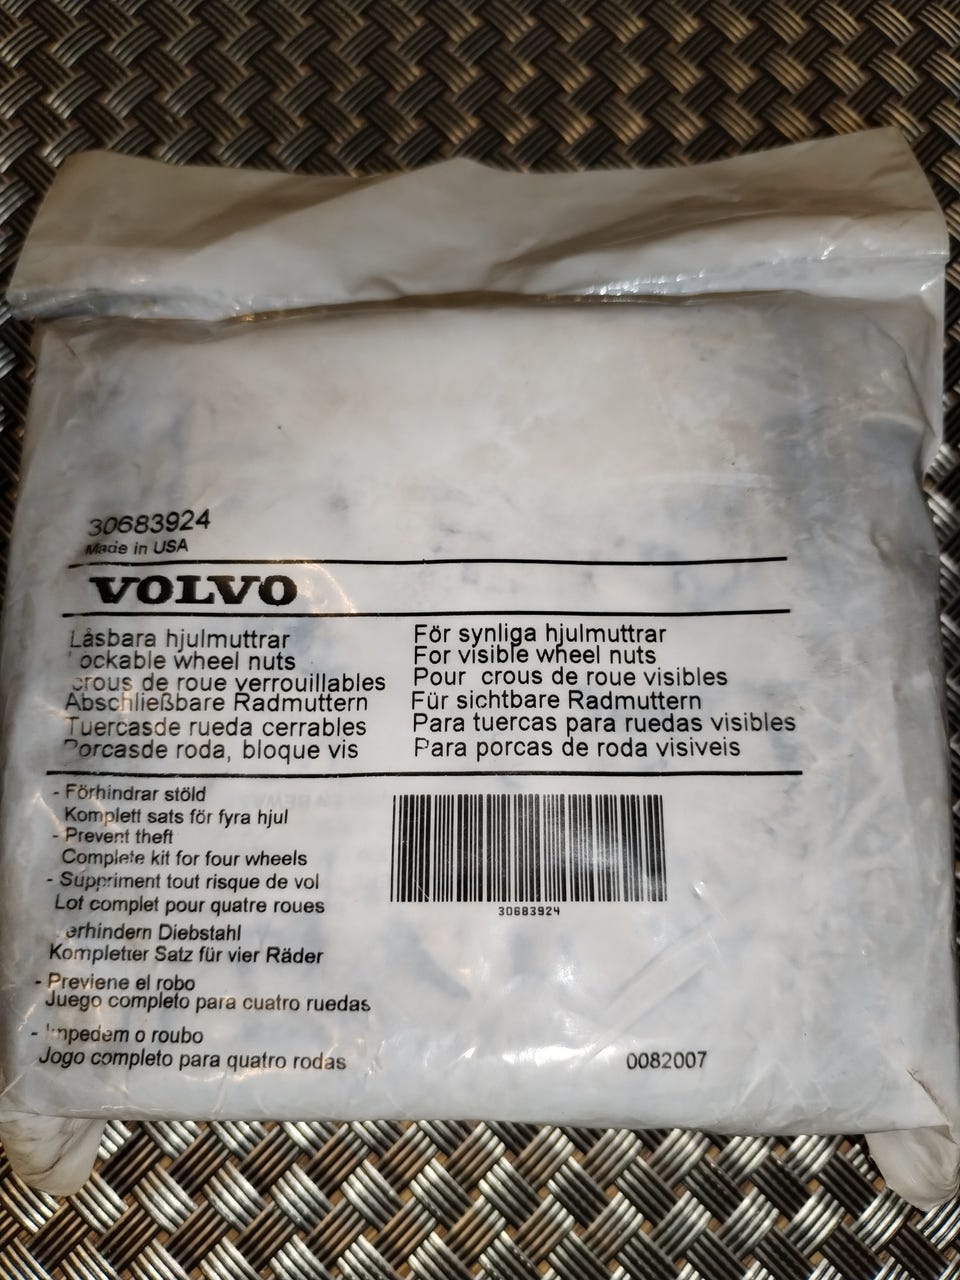 30683924
Made in USA
VOLVO
Låsbara hjulmuttrar
ockable wheel nuts
crous de roue verrouillables
Abschließbare Radmuttern
Tuercasde rueda cerrables
Porcasde roda, bloque vis
För synliga hjulmuttrar
For visible wheel nuts
Pour crous de roue visibles
Für sichtbare Radmuttern
Para tuercas para ruedas visibles
Para porcas de roda visiveis
- Förhindrar stöld
Komplett sats för fyra hjul
- Prevent theft
Complete kit for four wheels
- Suppriment tout risque de vol
Lot complet pour quatre roues
erhindern Diebstahl
Kompletter Satz für vier Räder
- Previene el robo
Juego completo para cuatro ruedas
- Impedem o roubo
Jogo completo para quatro rodas
30683924
0082007